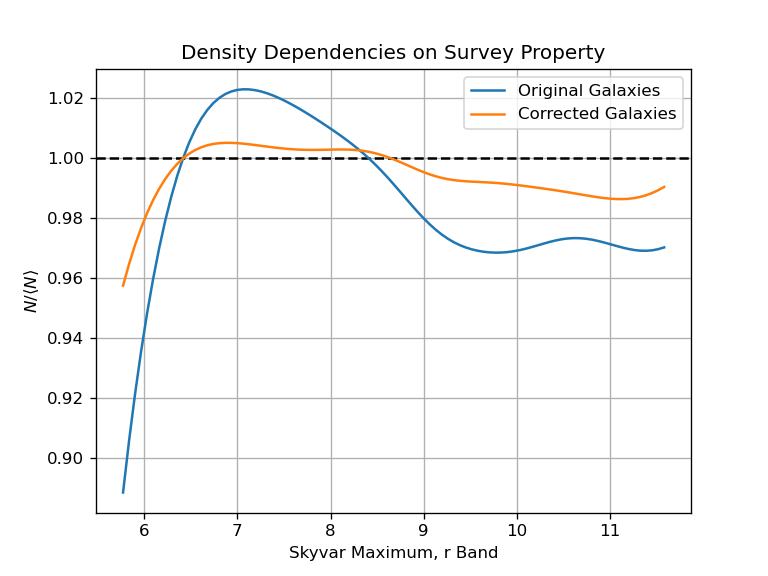 Density Dependencies on Survey Property
Original Galaxies
Corrected Galaxies
1.02
1.00
0.98
0.96
0.94
0.92
0.90
N/⟨N⟩
6 7 8 9 10 11
Skyvar Maximum, r Band